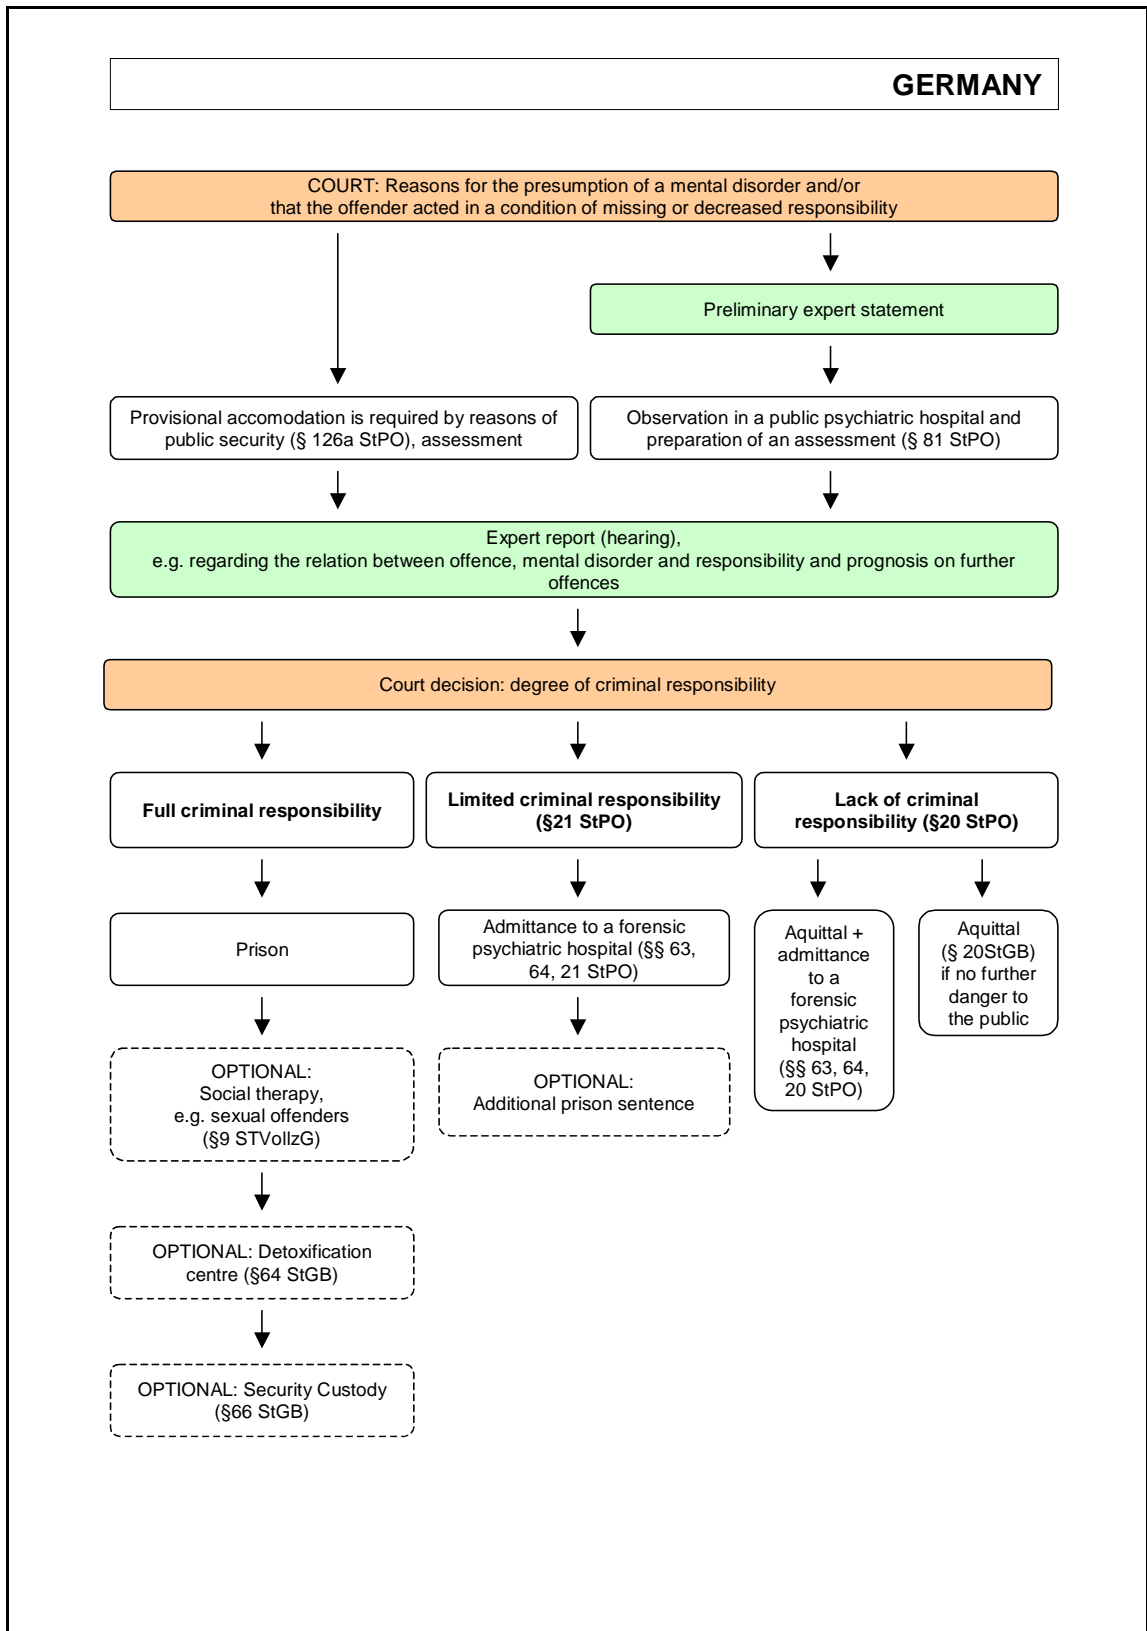 GERMANY
COURT: Reasons for the presumption of a mental disorder and/or
that the offender acted in a condition of missing or decreased responsibility
Preliminary expert statement
Provisional accomodation is required by reasons of
public security (§ 126a StPO), assessment
Observation in a public psychiatric hospital and
preparation of an assessment (§ 81 StPO)
Expert report (hearing),
e.g. regarding the relation between offence, mental disorder and responsibility and prognosis on further
offences
Court decision: degree of criminal responsibility
Full criminal responsibility
Limited criminal responsibility
(§21 StPO)
Lack of criminal
responsibility (§20 StPO)
Prison
Admittance to a forensic
psychiatric hospital (§§ 63,
64, 21 StPO)
Aquittal +
admittance
to a
forensic
psychiatric
hospital
(§§ 63, 64,
20 StPO)
Aquittal
(§ 20StGB)
if no further
danger to
the public
OPTIONAL:
Social therapy,
e.g. sexual offenders
(§9 STVollzG)
OPTIONAL:
Additional prison sentence
OPTIONAL: Detoxification
centre (§64 StGB)
OPTIONAL: Security Custody
(§66 StGB)